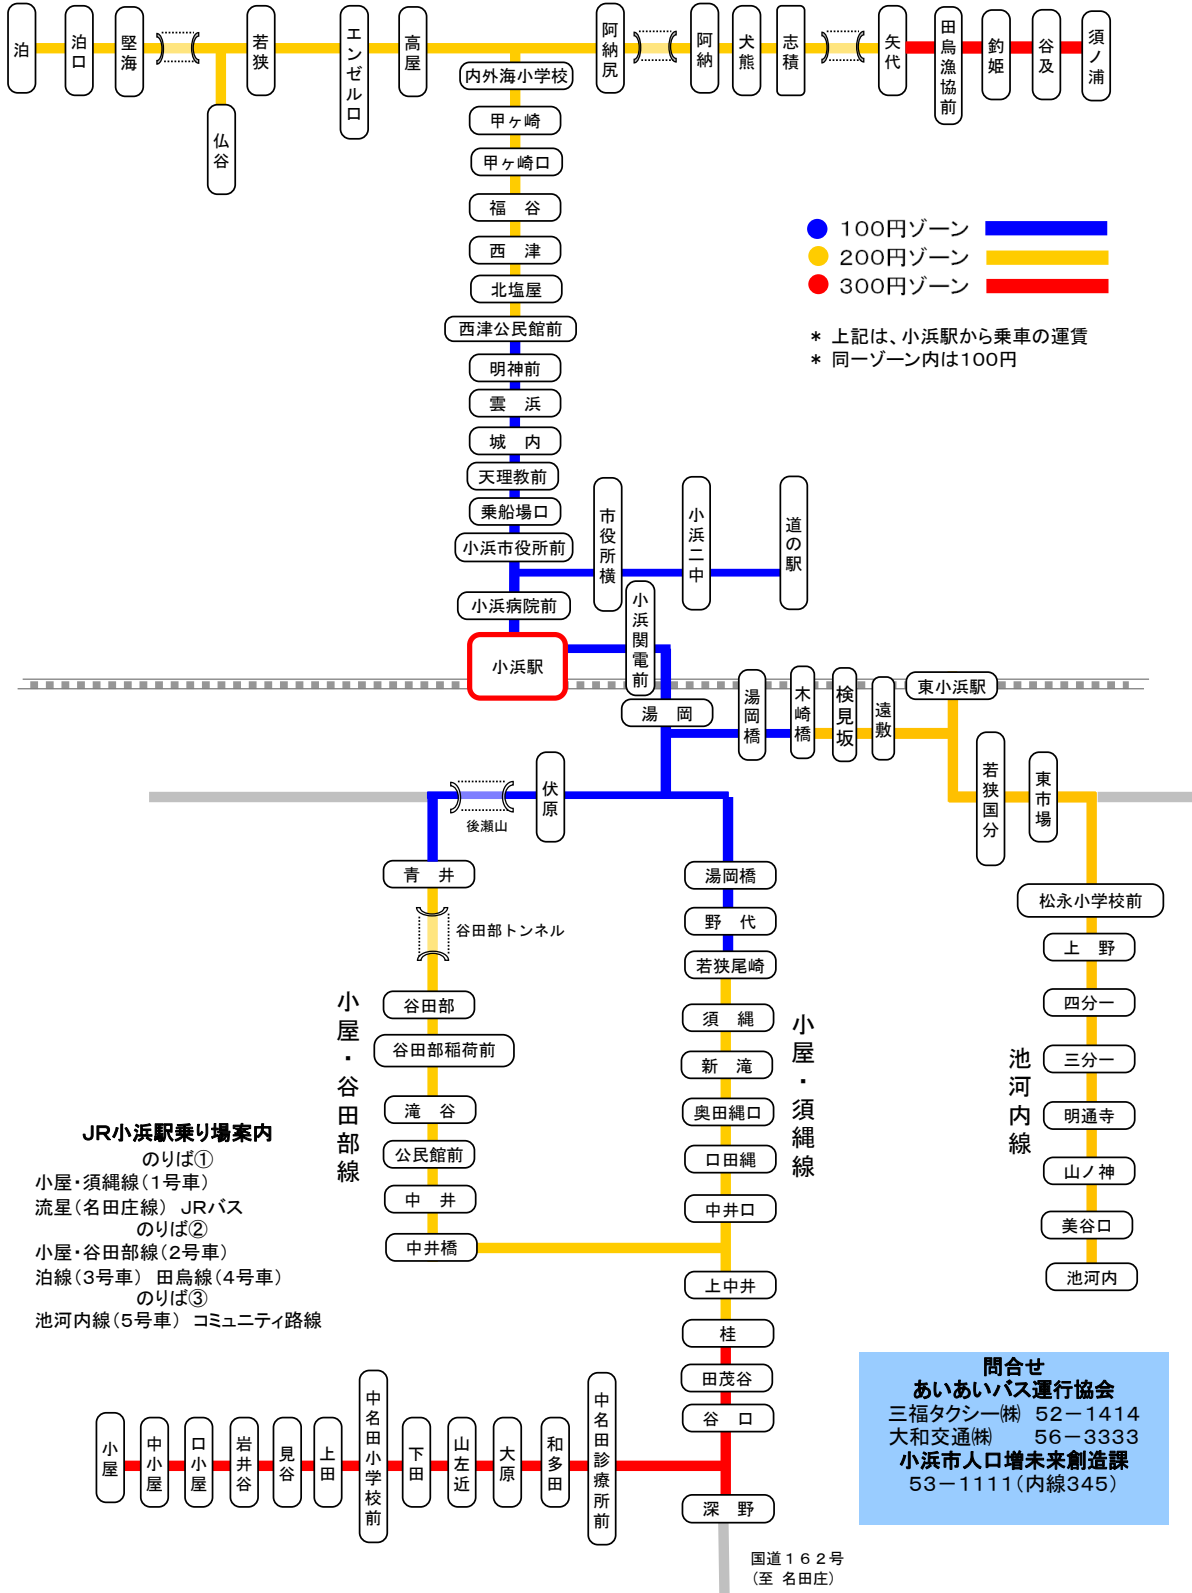 泊
泊口
堅海
仏谷
若狭
エンゼルロ
高屋
阿納尻
阿納
犬熊
志積
矢代
田烏漁協前
釣姫
谷及
須ノ浦
内外海小学校
甲ヶ崎
甲ヶ崎口
福　谷
西　津
北塩屋
西津公民館前
明神前
雲　浜
城　内
天理教前
乗船場口
小浜市役所前
小浜病院前
小浜駅
100円ゾーン
200円ゾーン
300円ゾーン
* 上記は、小浜駅から乗車の運賃
* 同一ゾーン内は100円
市役所横
小浜二中
道の駅
小浜関電前
湯　岡
湯岡橋
木崎橋
検見坂
遠敷
東小浜駅
若狭国分
東市場
松永小学校前
上　野
四分一
三分一
明通寺
山ノ神
美谷口
池河内
池河内線
伏原
後瀬山
青　井
谷田部トンネル
谷田部
谷田部稲荷前
滝　谷
公民館前
中　井
中井橋
小屋・谷田部線
湯岡橋
野　代
若狭尾崎
須　縄
新　滝
奥田縄口
口田縄
中井口
上中井
桂
田茂谷
谷　口
深　野
小屋・須縄線
JR小浜駅乗り場案内
のりば①
小屋・須縄線(1号車)
流星(名田庄線) JRバス
のりば②
小屋・谷田部線(2号車)
泊線(3号車) 田烏線(4号車)
のりば③
池河内線(5号車) コミュニティ路線
小屋
中小屋
口小屋
岩井谷
見谷
上田
中名田小学校前
下田
山左近
大原
和多田
中名田診療所前
問合せ
あいあいバス運行協会
三福タクシー㈱ 52－1414
大和交通㈱ 56－3333
小浜市人口増未来創造課
53－1111(内線345)
国道162号
(至 名田庄)